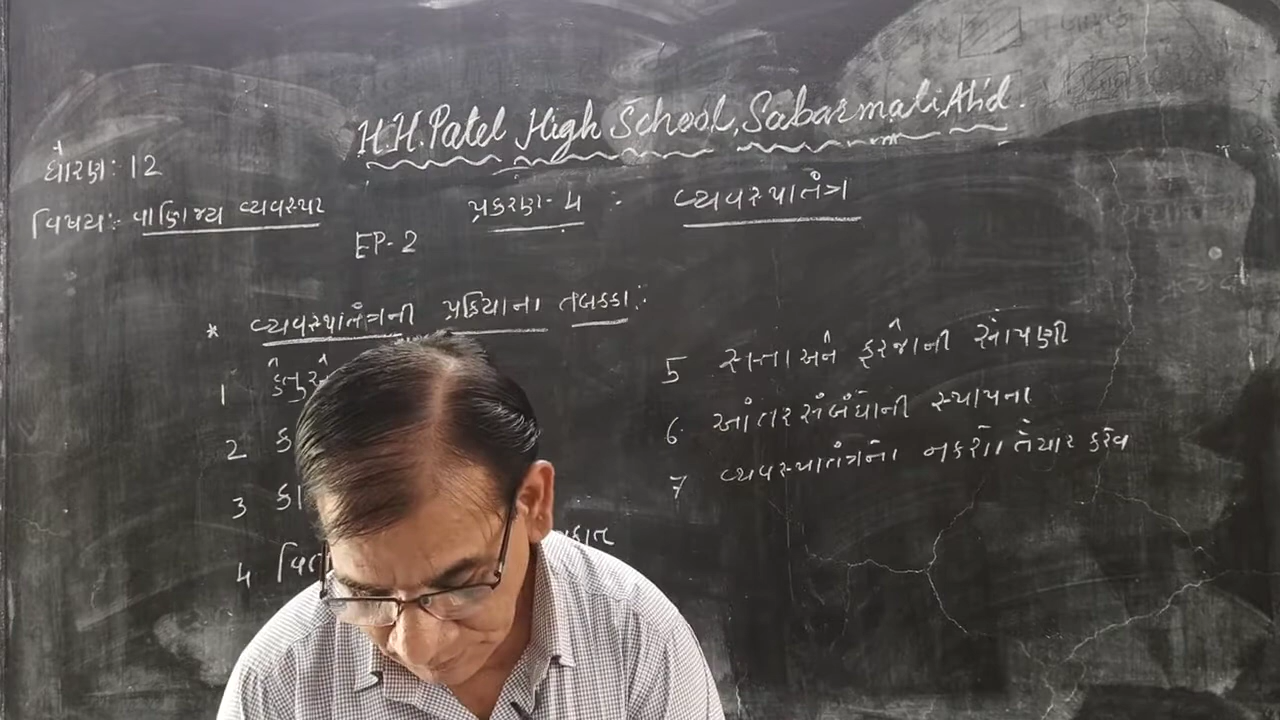 H.H.Patel High School, Sabarmati, Ah'd.
ધોરણ: 12
વિષય:- વાણિજ્ય વ્યવસ્થા
પ્રકરણ-4 : વ્યવસ્થાતંત્ર
EP-2
* વ્યવસ્થાતંત્રની પ્રક્રિયાના તબક્કા:
1
2
3
4
5 સત્તા અને ફરજોની સોંપણી
6 આંતરસંબંધોની સ્થાપના
7 વ્યવસ્થાતંત્રનો નકશો તૈયાર કરવો